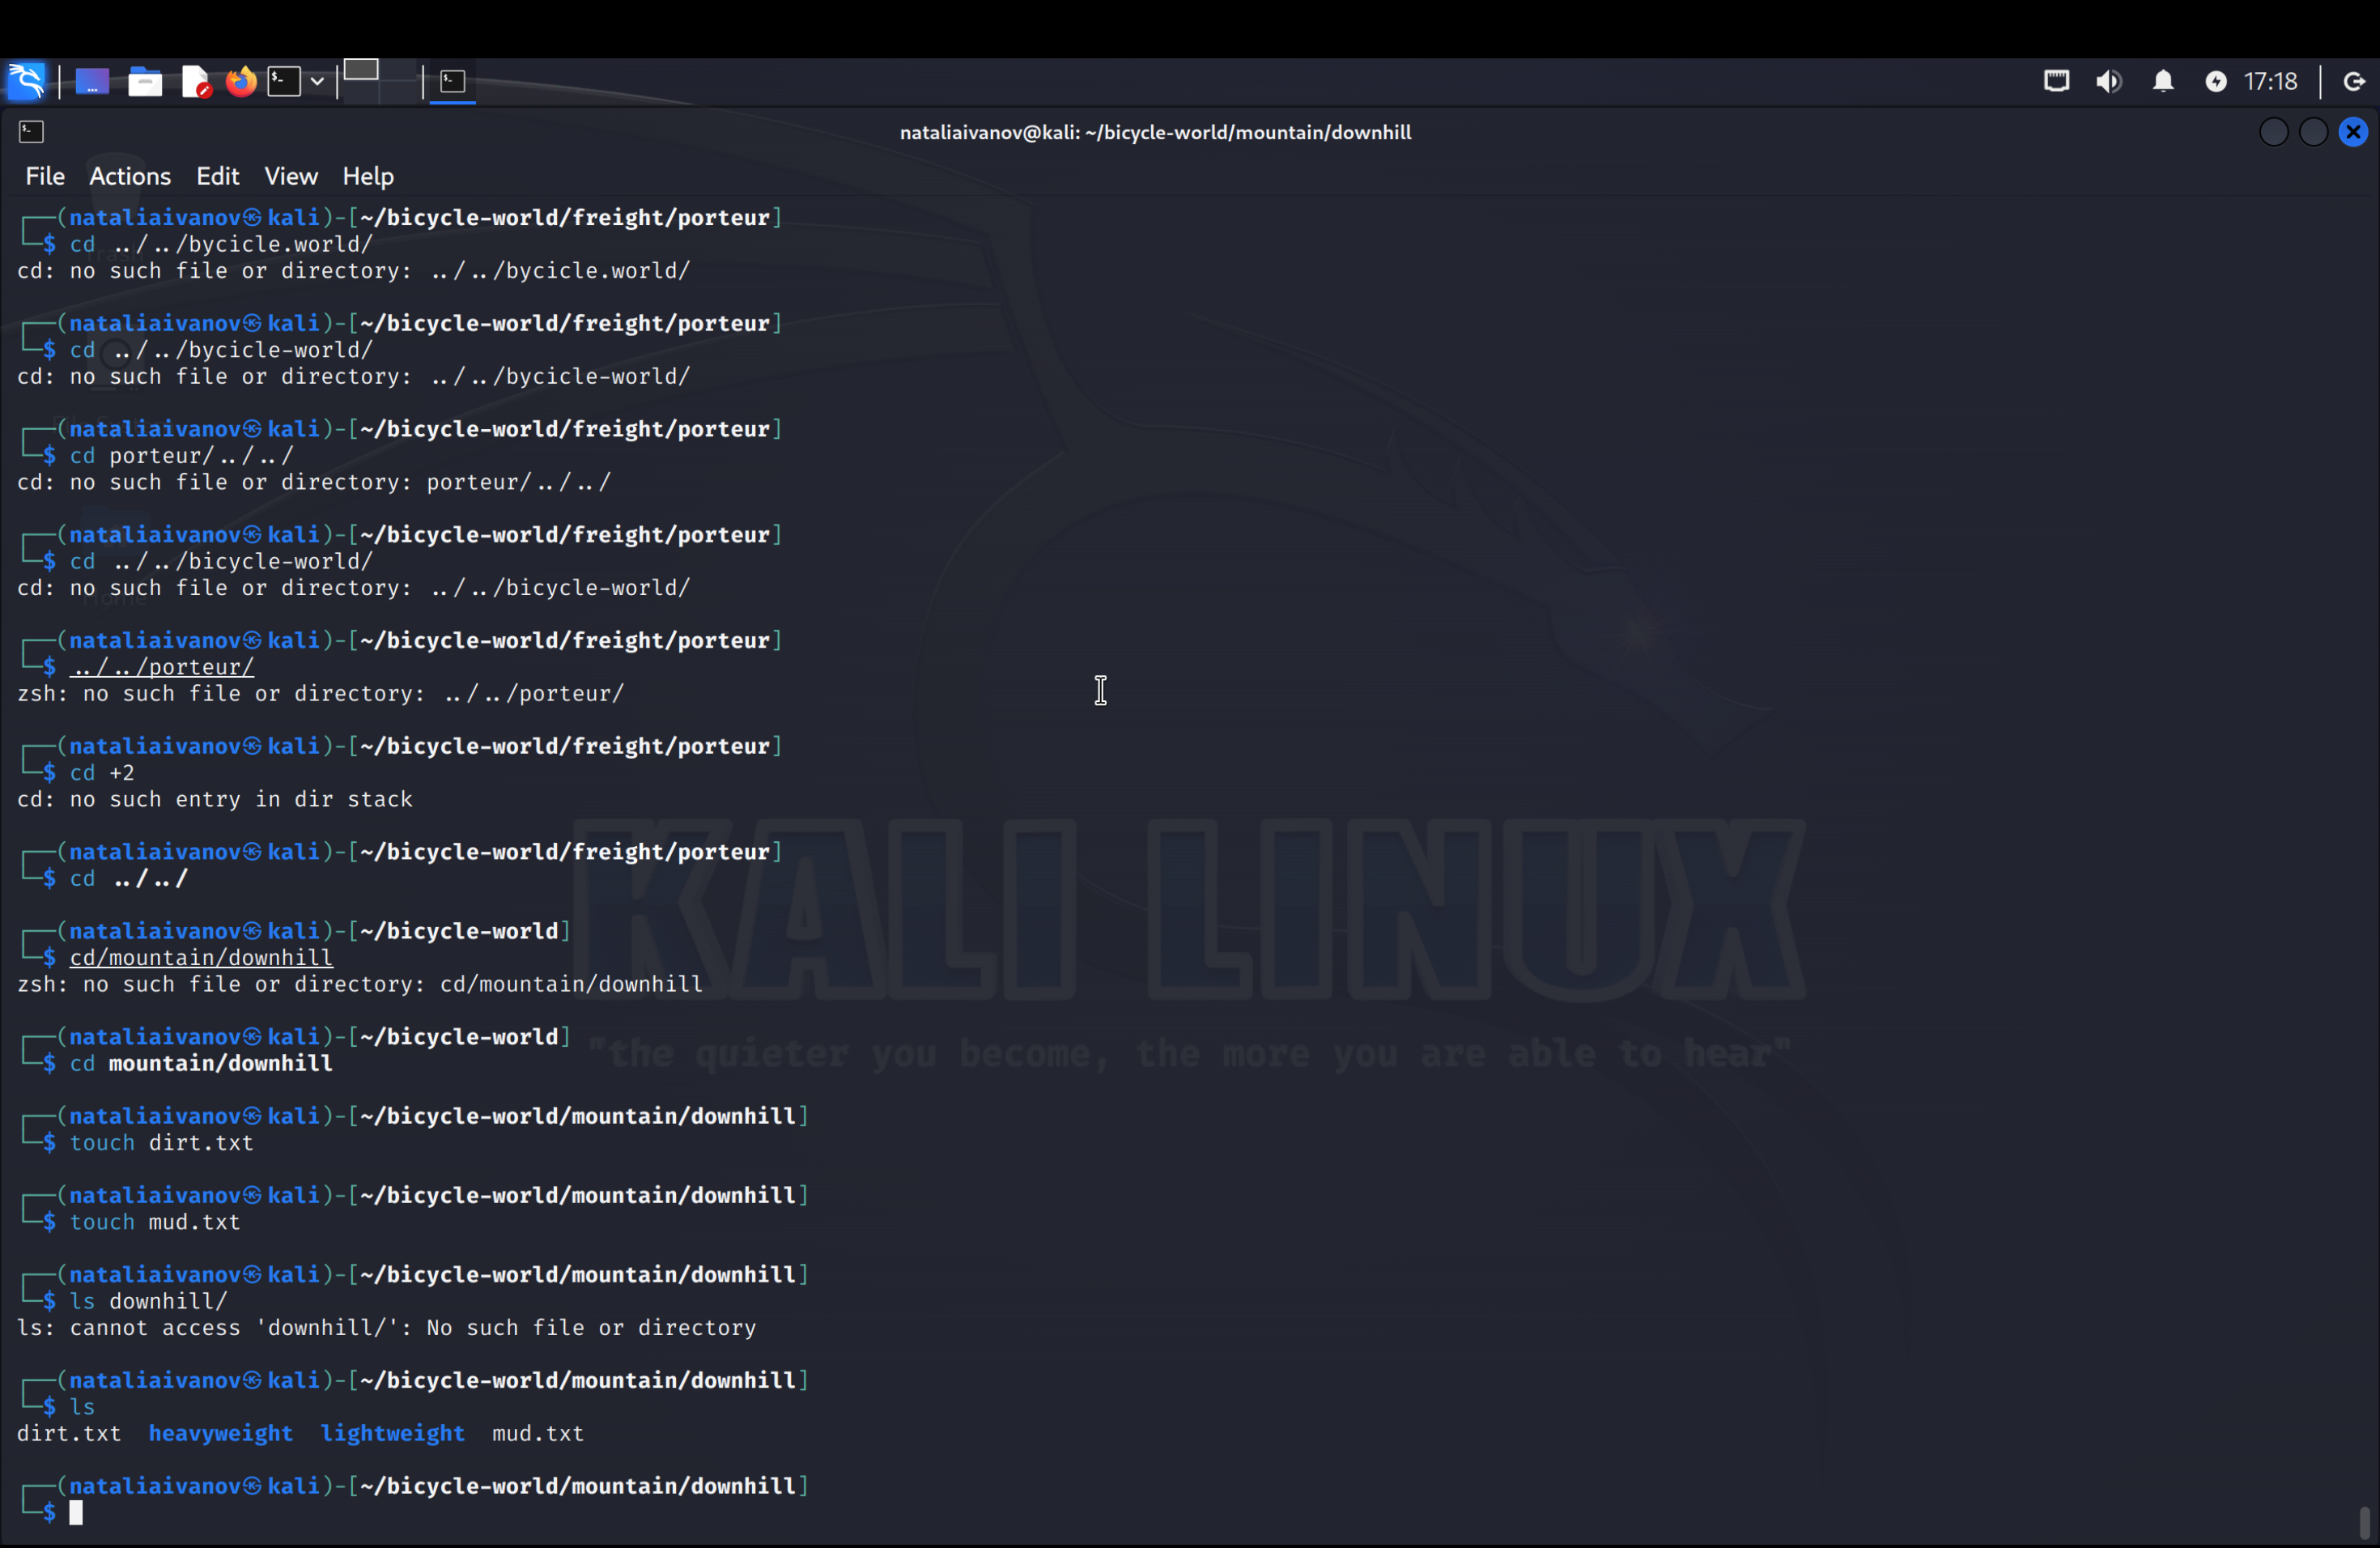 17:18
nataliaivanov@kali: ~/bicycle-world/mountain/downhill
File Actions Edit View Help
┌──(nataliaivanov㉿kali)-[~/bicycle-world/freight/porteur]
└─$ cd ../../bycicle.world/
cd: no such file or directory: ../../bycicle.world/
┌──(nataliaivanov㉿kali)-[~/bicycle-world/freight/porteur]
└─$ cd ../../bycicle-world/
cd: no such file or directory: ../../bycicle-world/
┌──(nataliaivanov㉿kali)-[~/bicycle-world/freight/porteur]
└─$ cd porteur/../../
cd: no such file or directory: porteur/../../
┌──(nataliaivanov㉿kali)-[~/bicycle-world/freight/porteur]
└─$ cd ../../bicycle-world/
cd: no such file or directory: ../../bicycle-world/
┌──(nataliaivanov㉿kali)-[~/bicycle-world/freight/porteur]
└─$ ../../porteur/
zsh: no such file or directory: ../../porteur/
┌──(nataliaivanov㉿kali)-[~/bicycle-world/freight/porteur]
└─$ cd +2
cd: no such entry in dir stack
┌──(nataliaivanov㉿kali)-[~/bicycle-world/freight/porteur]
└─$ cd ../../
┌──(nataliaivanov㉿kali)-[~/bicycle-world]
└─$ cd/mountain/downhill
zsh: no such file or directory: cd/mountain/downhill
┌──(nataliaivanov㉿kali)-[~/bicycle-world]
└─$ cd mountain/downhill
┌──(nataliaivanov㉿kali)-[~/bicycle-world/mountain/downhill]
└─$ touch dirt.txt
┌──(nataliaivanov㉿kali)-[~/bicycle-world/mountain/downhill]
└─$ touch mud.txt
┌──(nataliaivanov㉿kali)-[~/bicycle-world/mountain/downhill]
└─$ ls downhill/
ls: cannot access 'downhill/': No such file or directory
┌──(nataliaivanov㉿kali)-[~/bicycle-world/mountain/downhill]
└─$ ls
dirt.txt heavyweight lightweight mud.txt
┌──(nataliaivanov㉿kali)-[~/bicycle-world/mountain/downhill]
└─$
Trash
Home
KALI LINUX
"the quieter you become, the more you are able to hear"